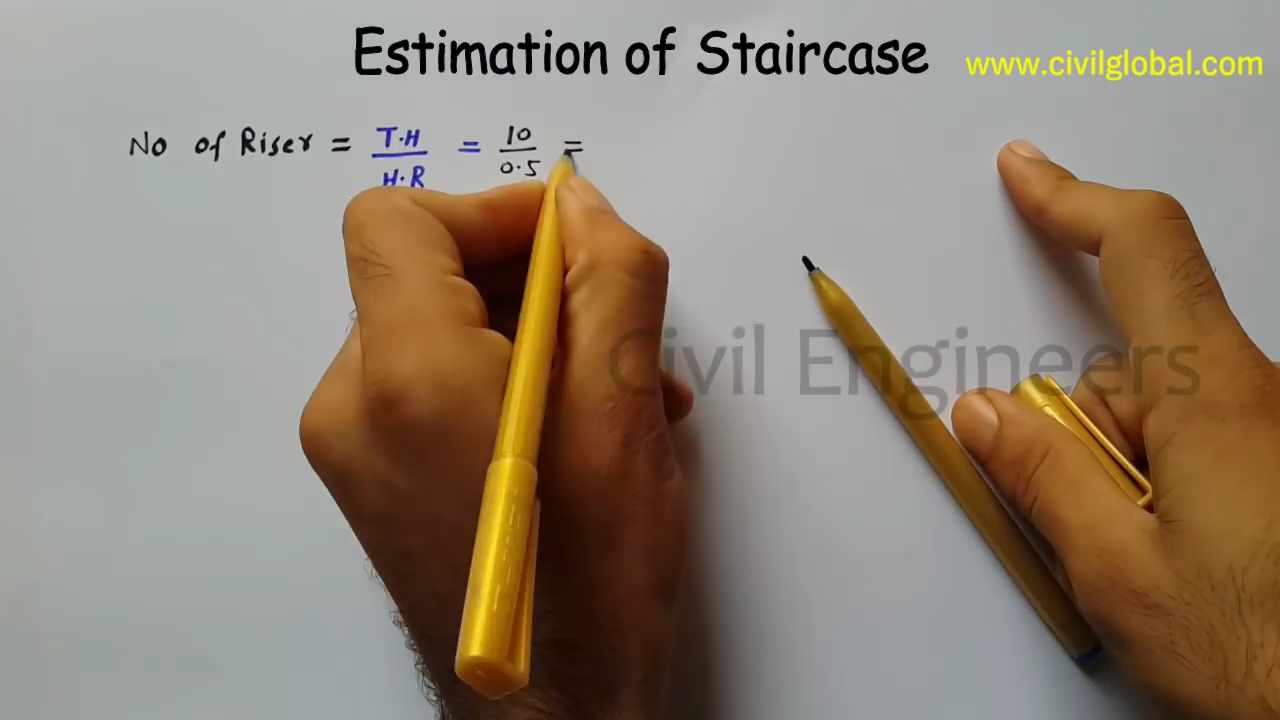 Estimation of Staircase
www.civilglobal.com
No of Riser = T.H / H.R = 10 / 0.5 =
Civil Engineers